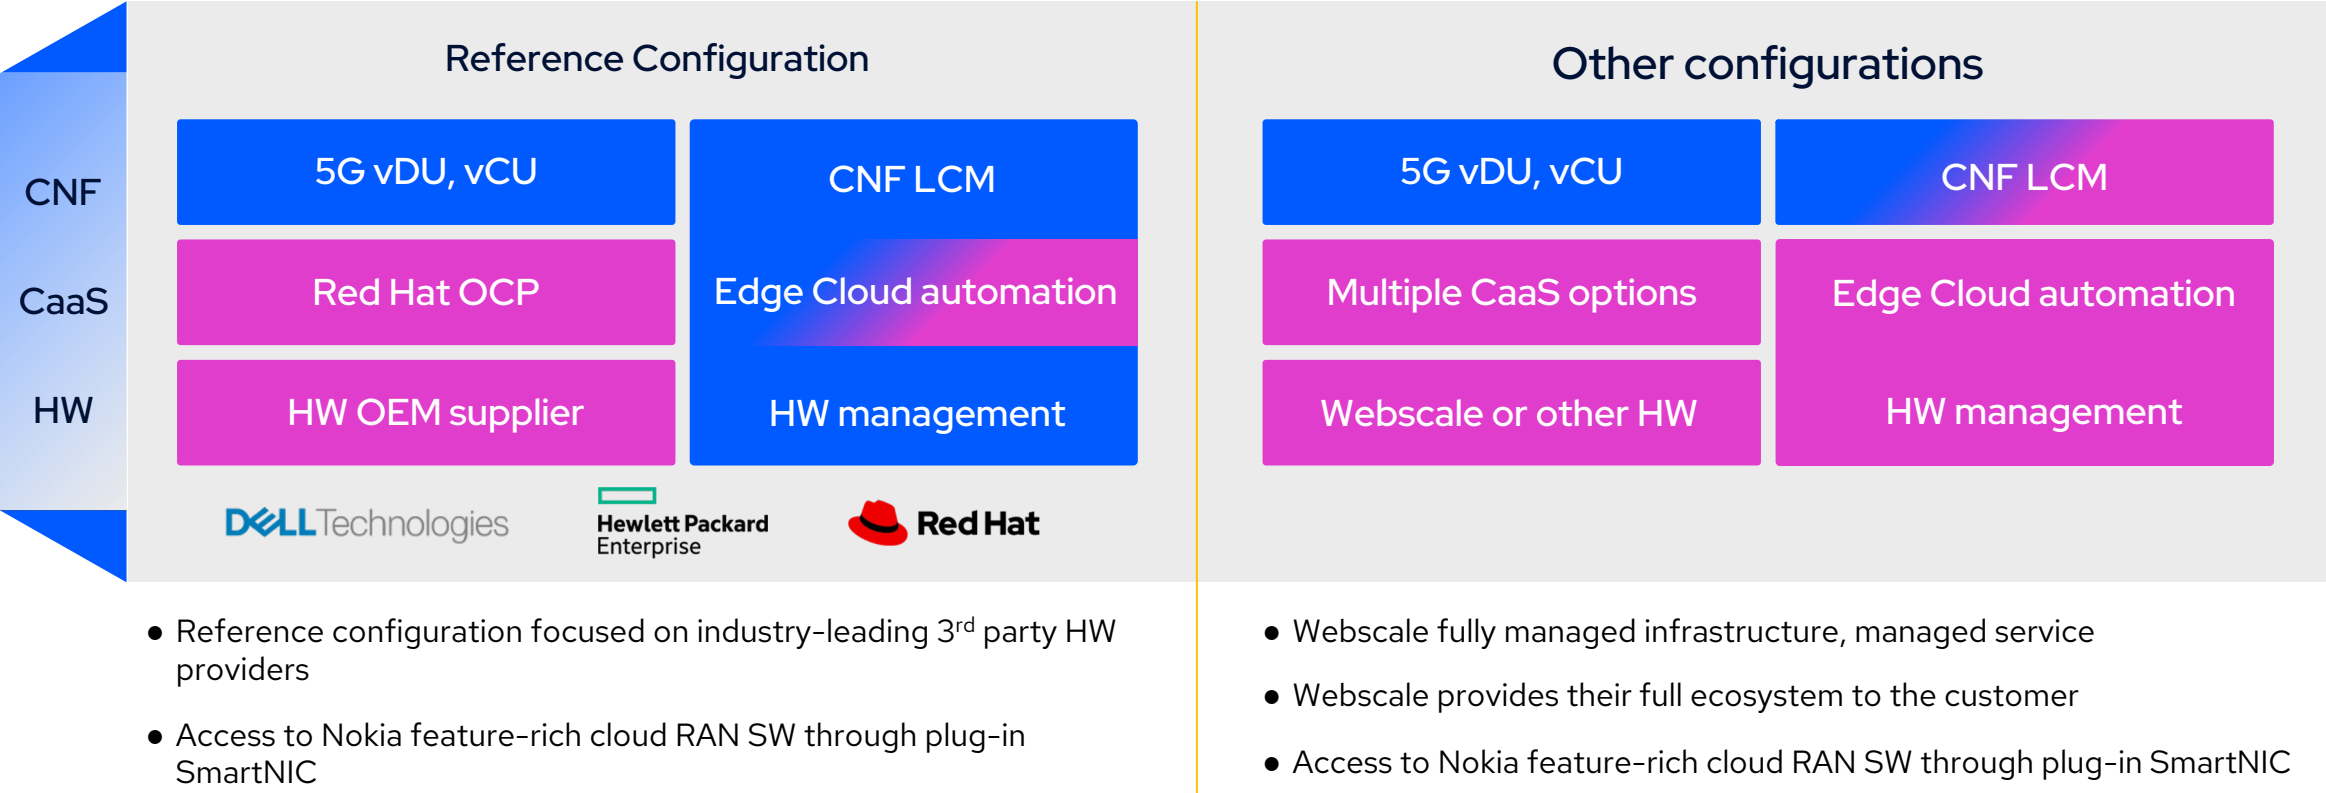 Reference Configuration
Other configurations
CNF
CaaS
HW
5G vDU, vCU
CNF LCM
Red Hat OCP
Edge Cloud automation
HW OEM supplier
HW management
5G vDU, vCU
CNF LCM
Multiple CaaS options
Edge Cloud automation
Webscale or other HW
HW management
DELL Technologies
Hewlett Packard
Enterprise
Red Hat
● Reference configuration focused on industry-leading 3rd party HW
providers
● Access to Nokia feature-rich cloud RAN SW through plug-in
SmartNIC
● Webscale fully managed infrastructure, managed service
● Webscale provides their full ecosystem to the customer
● Access to Nokia feature-rich cloud RAN SW through plug-in SmartNIC